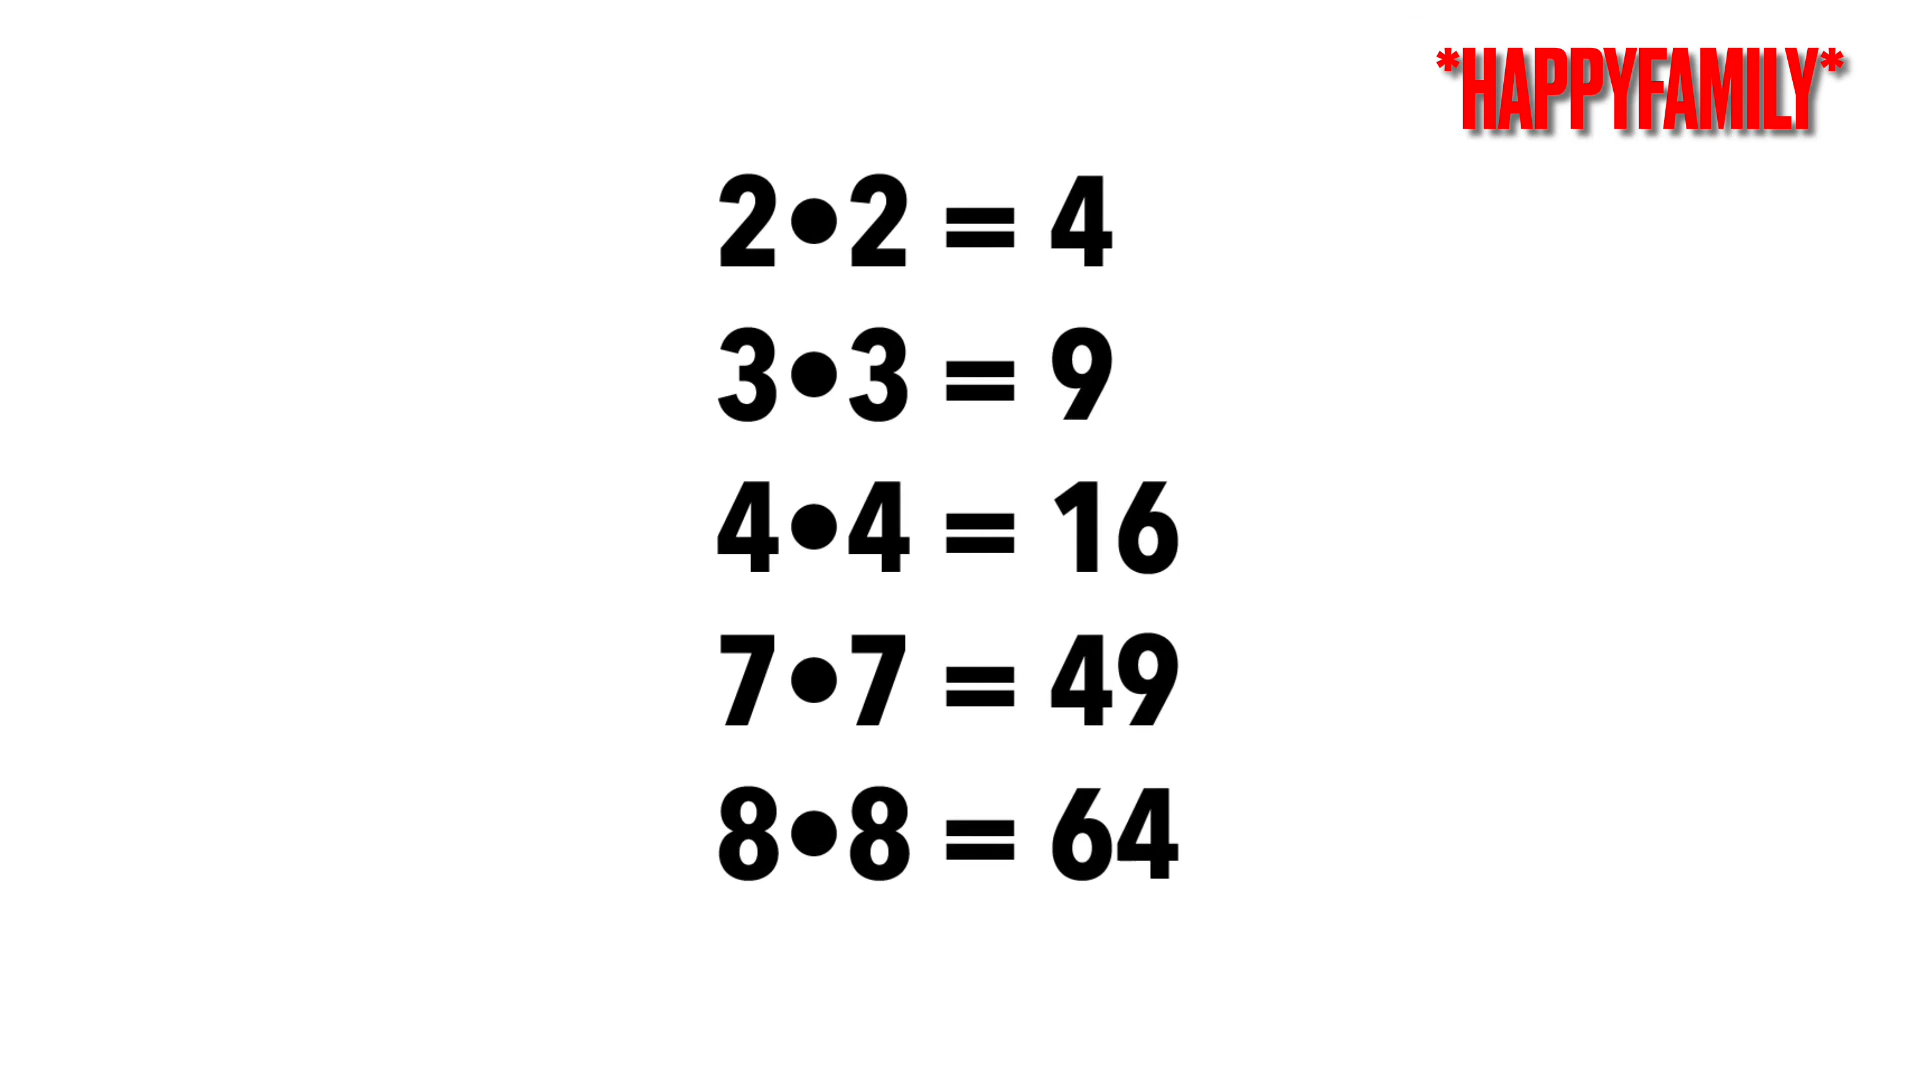 *HAPPYFAMILY*
2•2 = 4
3•3 = 9
4•4 = 16
7•7 = 49
8•8 = 64